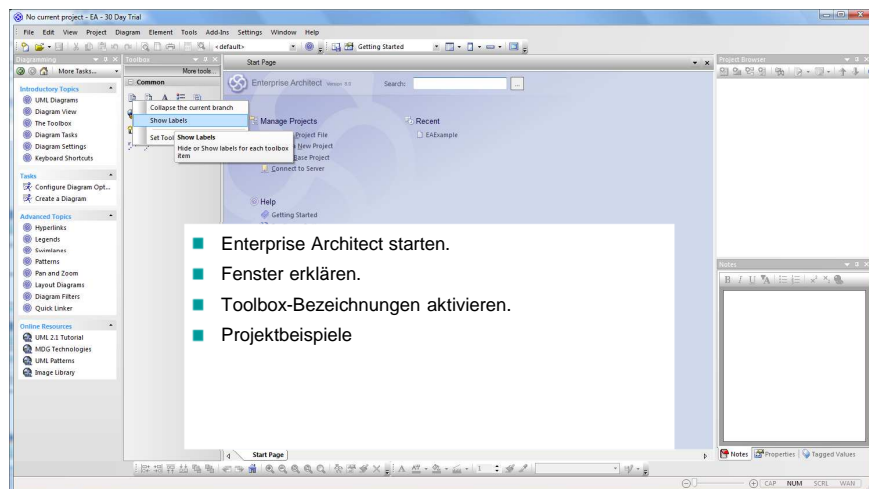 No current project - EA - 30 Day Trial
File Edit View Project Diagram Element Tools Add-Ins Settings Window Help
<default> Getting Started
Diagramming
More Tasks...
Introductory Topics
UML Diagrams
Diagram View
The Toolbox
Diagram Tasks
Diagram Settings
Keyboard Shortcuts
Tasks
Configure Diagram Opt...
Create a Diagram
Advanced Topics
Hyperlinks
Legends
Swimlanes
Patterns
Pan and Zoom
Layout Diagrams
Diagram Filters
Quick Linker
Online Resources
UML 2.1 Tutorial
MDG Technologies
UML Patterns
Image Library
Toolbox
More tools...
Common
Collapse the current branch
Show Labels
Set Tool
Show Labels
Hide or Show labels for each toolbox
item
Start Page
Enterprise Architect
Search:
...
Manage Projects
Project File
New Project
Base Project
Connect to Server
Recent
EAExample
Help
Getting Started
Enterprise Architect starten.
Fenster erklären.
Toolbox-Bezeichnungen aktivieren.
Projektbeispiele
Start Page
Project Browser
Notes
B I U
Notes Properties Tagged Values
1
CAP NUM SCRL WAN